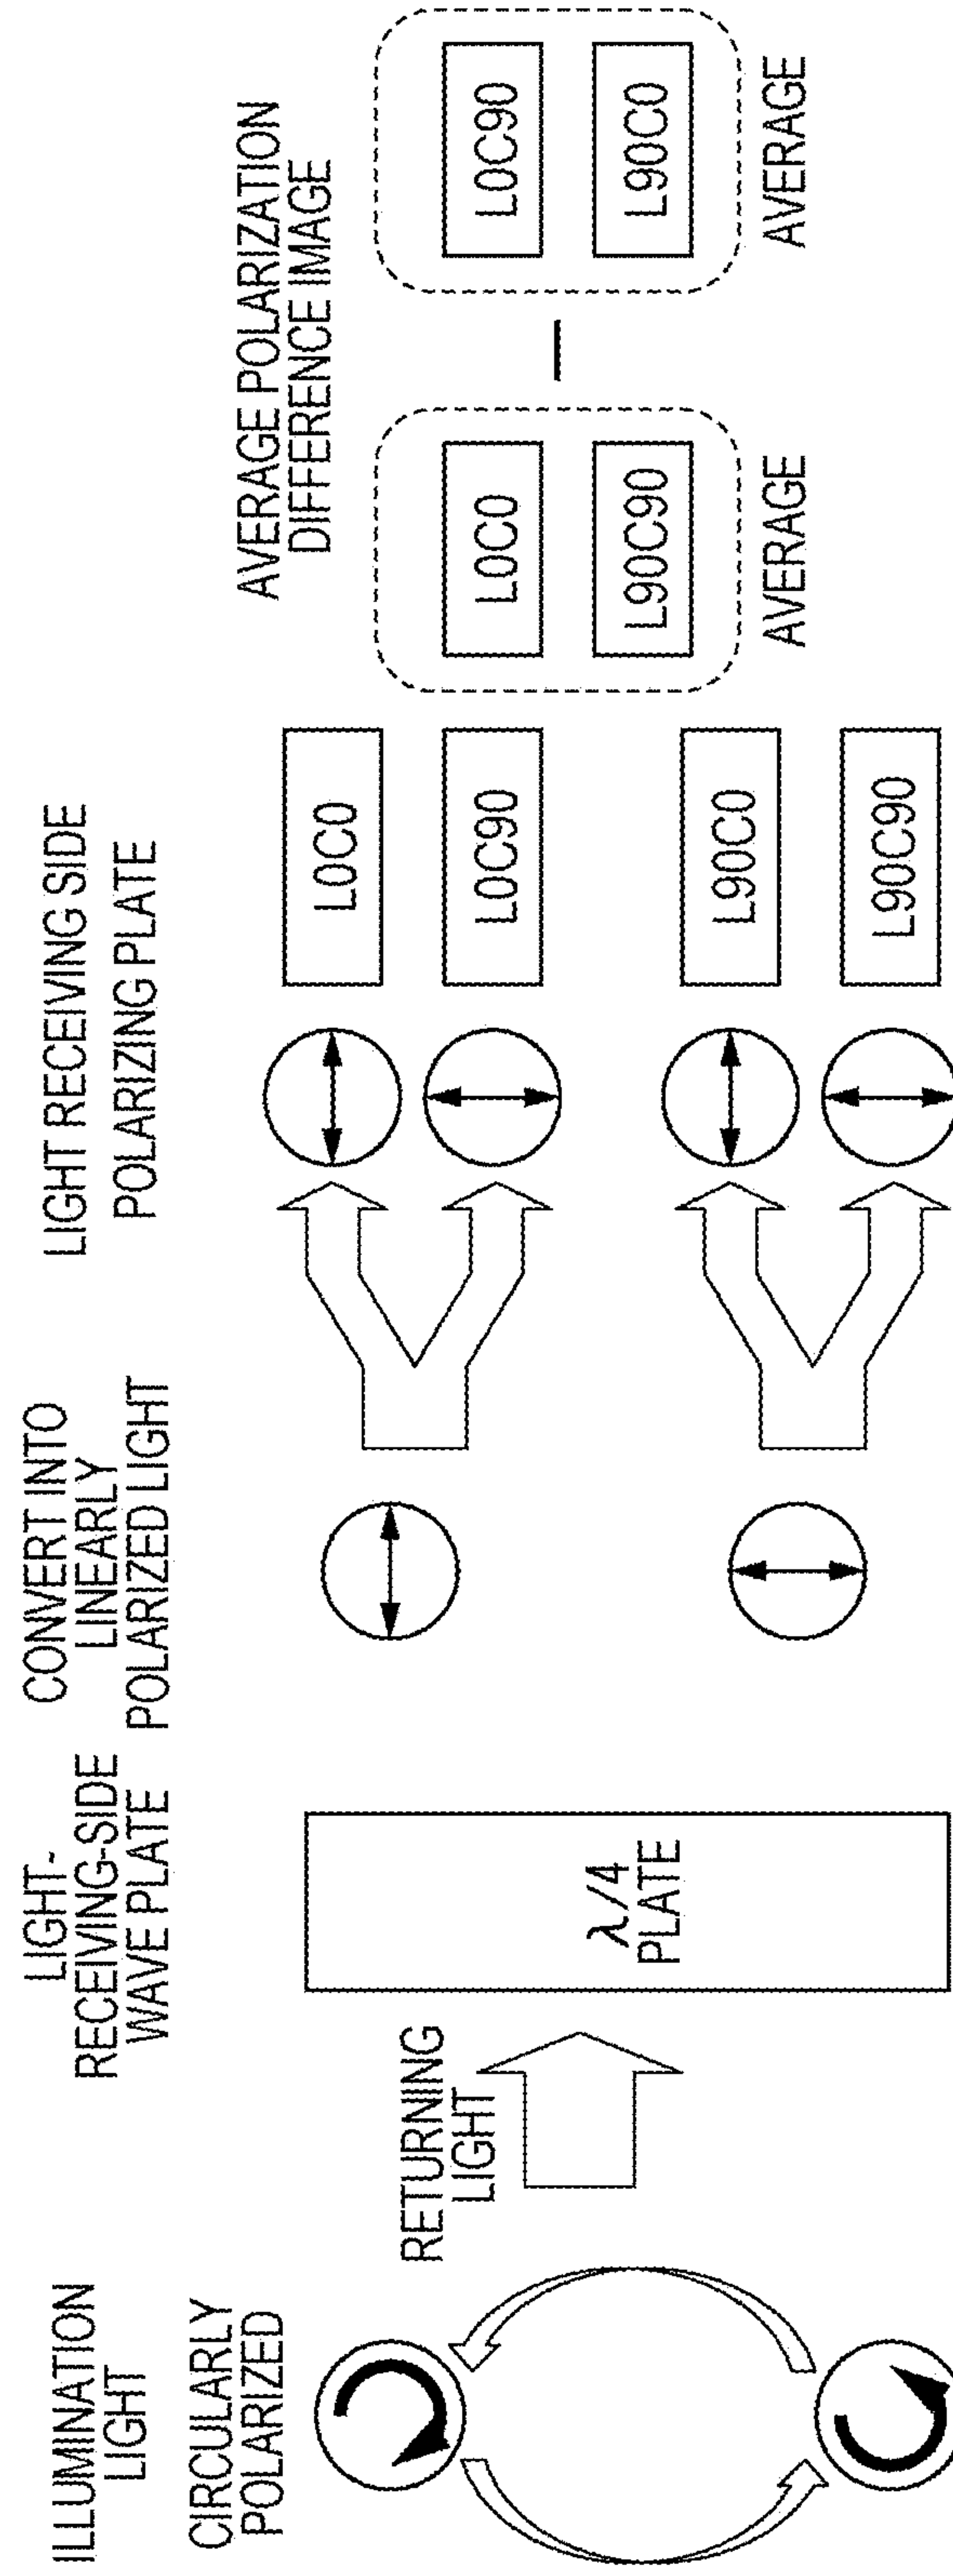 ILLUMINATION
LIGHT
CIRCULARLY
POLARIZED
RETURNING
LIGHT
LIGHT-
RECEIVING-SIDE
WAVE PLATE
λ/4
PLATE
CONVERT INTO
LINEARLY
POLARIZED LIGHT
LIGHT RECEIVING SIDE
POLARIZING PLATE
L0C0
L0C90
L90C0
L90C90
AVERAGE POLARIZATION
DIFFERENCE IMAGE
L0C0
L90C90
AVERAGE
—
L0C90
L90C0
AVERAGE